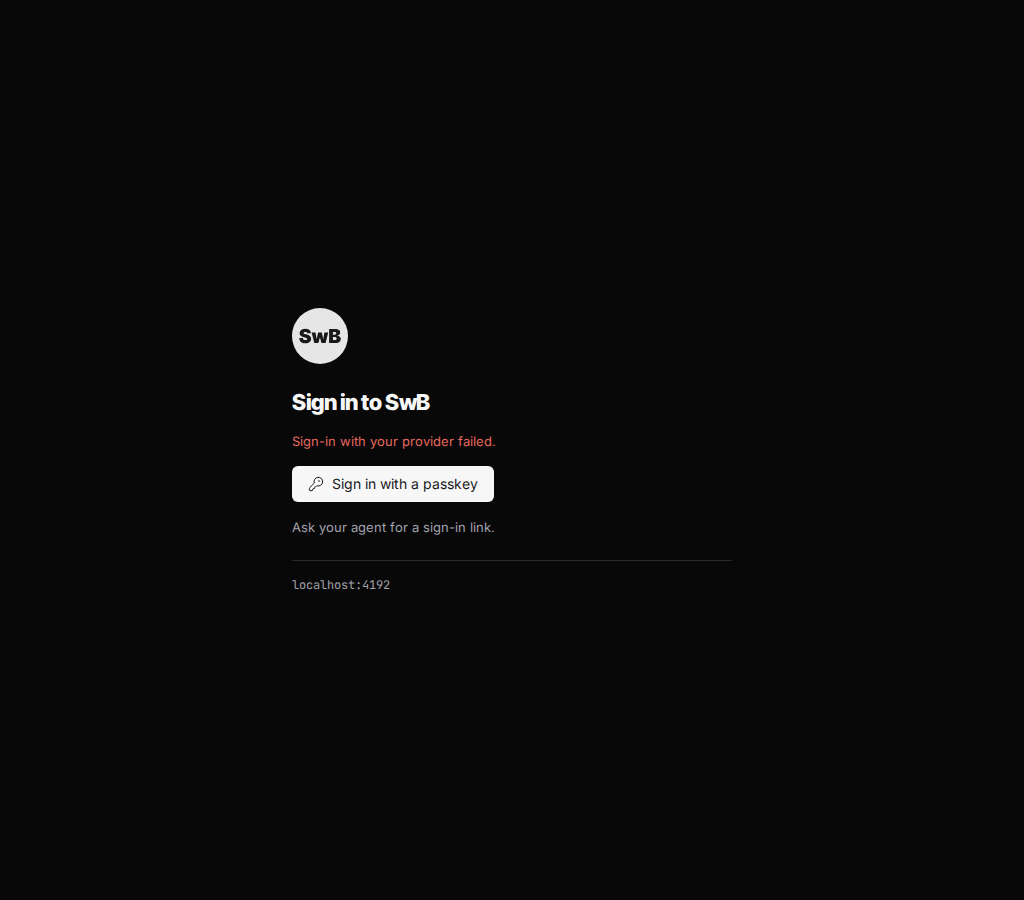 SwB
Sign in to SwB
Sign-in with your provider failed.
Sign in with a passkey
Ask your agent for a sign-in link.
localhost:4192